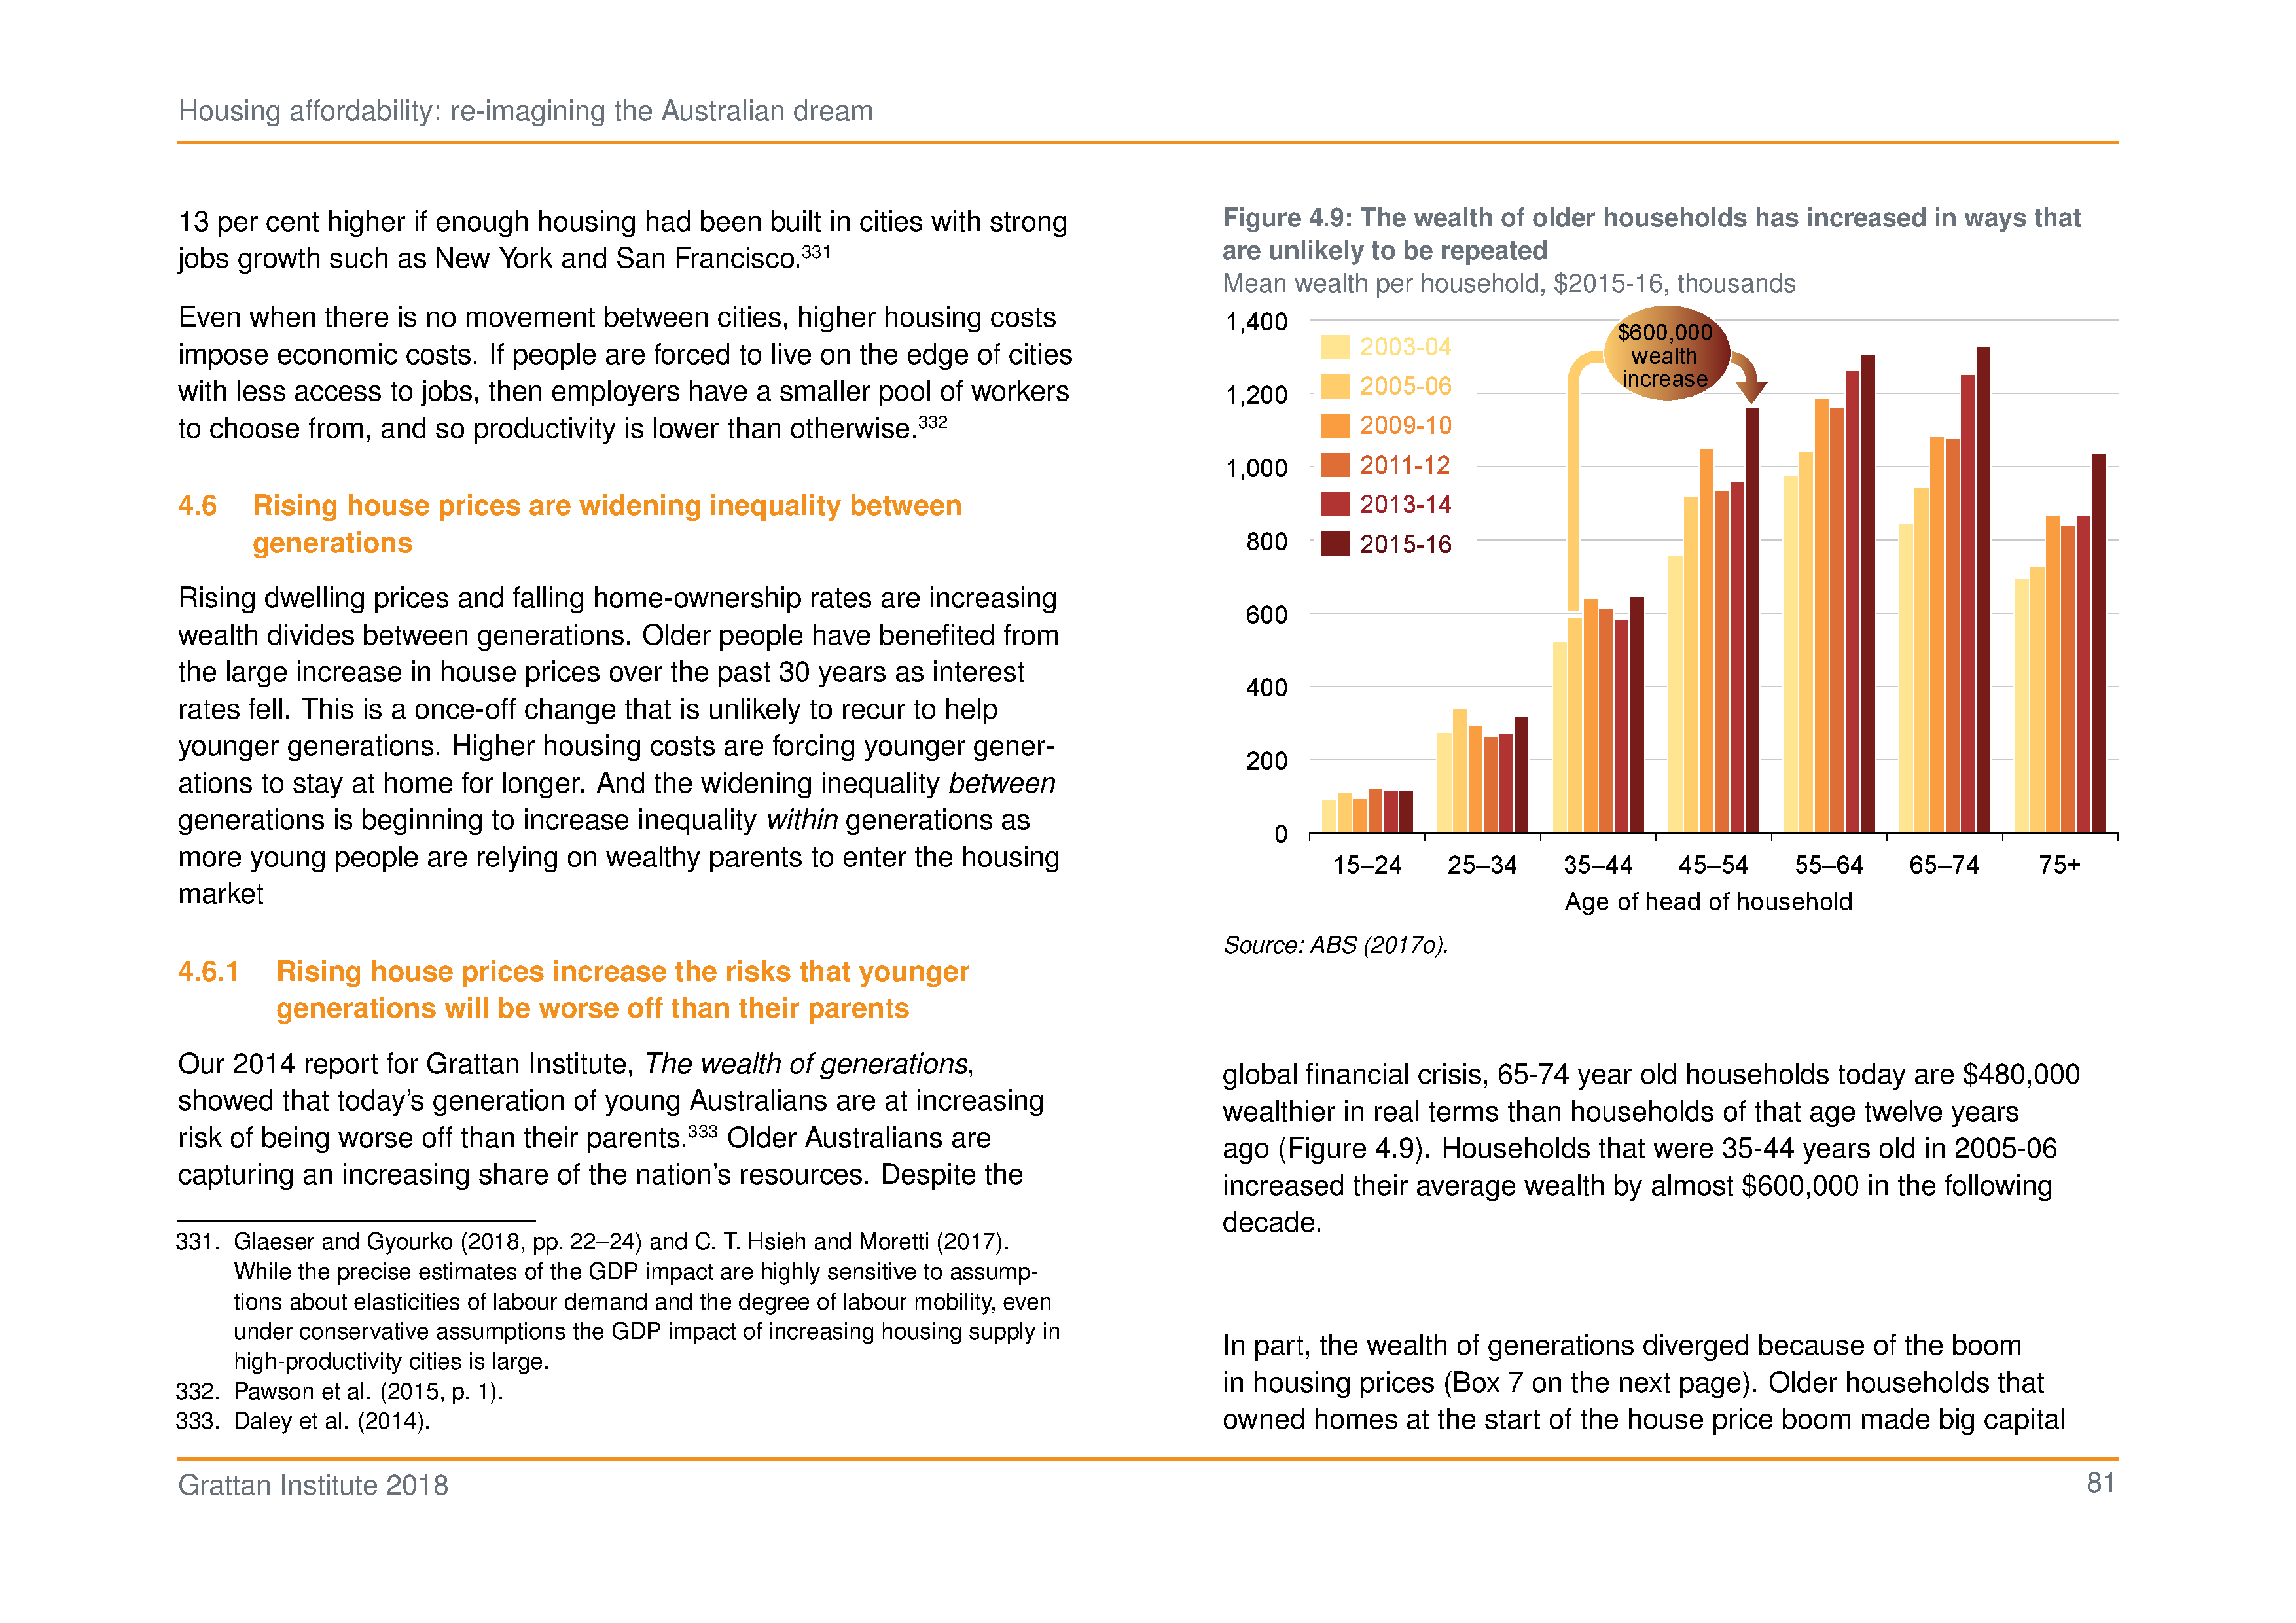 Housing affordability: re-imagining the Australian dream
13 per cent higher if enough housing had been built in cities with strong
jobs growth such as New York and San Francisco.331
Even when there is no movement between cities, higher housing costs
impose economic costs. If people are forced to live on the edge of cities
with less access to jobs, then employers have a smaller pool of workers
to choose from, and so productivity is lower than otherwise.332
4.6 Rising house prices are widening inequality between
generations
Rising dwelling prices and falling home-ownership rates are increasing
wealth divides between generations. Older people have benefited from
the large increase in house prices over the past 30 years as interest
rates fell. This is a once-off change that is unlikely to recur to help
younger generations. Higher housing costs are forcing younger gener-
ations to stay at home for longer. And the widening inequality between
generations is beginning to increase inequality within generations as
more young people are relying on wealthy parents to enter the housing
market
4.6.1 Rising house prices increase the risks that younger
generations will be worse off than their parents
Our 2014 report for Grattan Institute, The wealth of generations,
showed that today's generation of young Australians are at increasing
risk of being worse off than their parents.333 Older Australians are
capturing an increasing share of the nation's resources. Despite the
331. Glaeser and Gyourko (2018, pp. 22–24) and C. T. Hsieh and Moretti (2017).
While the precise estimates of the GDP impact are highly sensitive to assump-
tions about elasticities of labour demand and the degree of labour mobility, even
under conservative assumptions the GDP impact of increasing housing supply in
high-productivity cities is large.
332. Pawson et al. (2015, p. 1).
333. Daley et al. (2014).
Figure 4.9: The wealth of older households has increased in ways that
are unlikely to be repeated
Mean wealth per household, $2015-16, thousands
1,400
1,200
1,000
800
600
400
200
0
2003-04
2005-06
2009-10
2011-12
2013-14
2015-16
$600,000
wealth
increase
15–24 25–34 35–44 45–54 55–64 65–74 75+
Age of head of household
Source: ABS (2017o).
global financial crisis, 65-74 year old households today are $480,000
wealthier in real terms than households of that age twelve years
ago (Figure 4.9). Households that were 35-44 years old in 2005-06
increased their average wealth by almost $600,000 in the following
decade.
In part, the wealth of generations diverged because of the boom
in housing prices (Box 7 on the next page). Older households that
owned homes at the start of the house price boom made big capital
Grattan Institute 2018
81